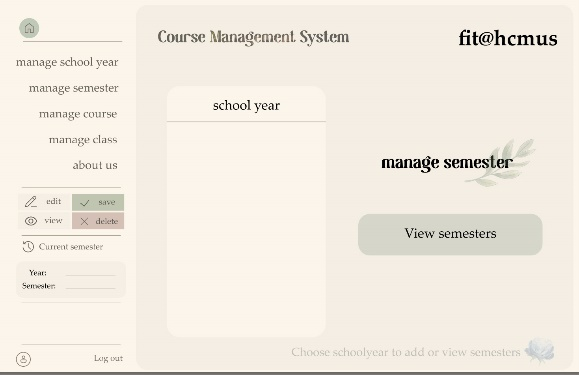 Course Management System
fit@hcmus
manage school year
manage semester
manage course
manage class
about us
edit
save
view
delete
Current semester
Year:
Semester:
Log out
school year
manage semester
View semesters
Choose schoolyear to add or view semesters